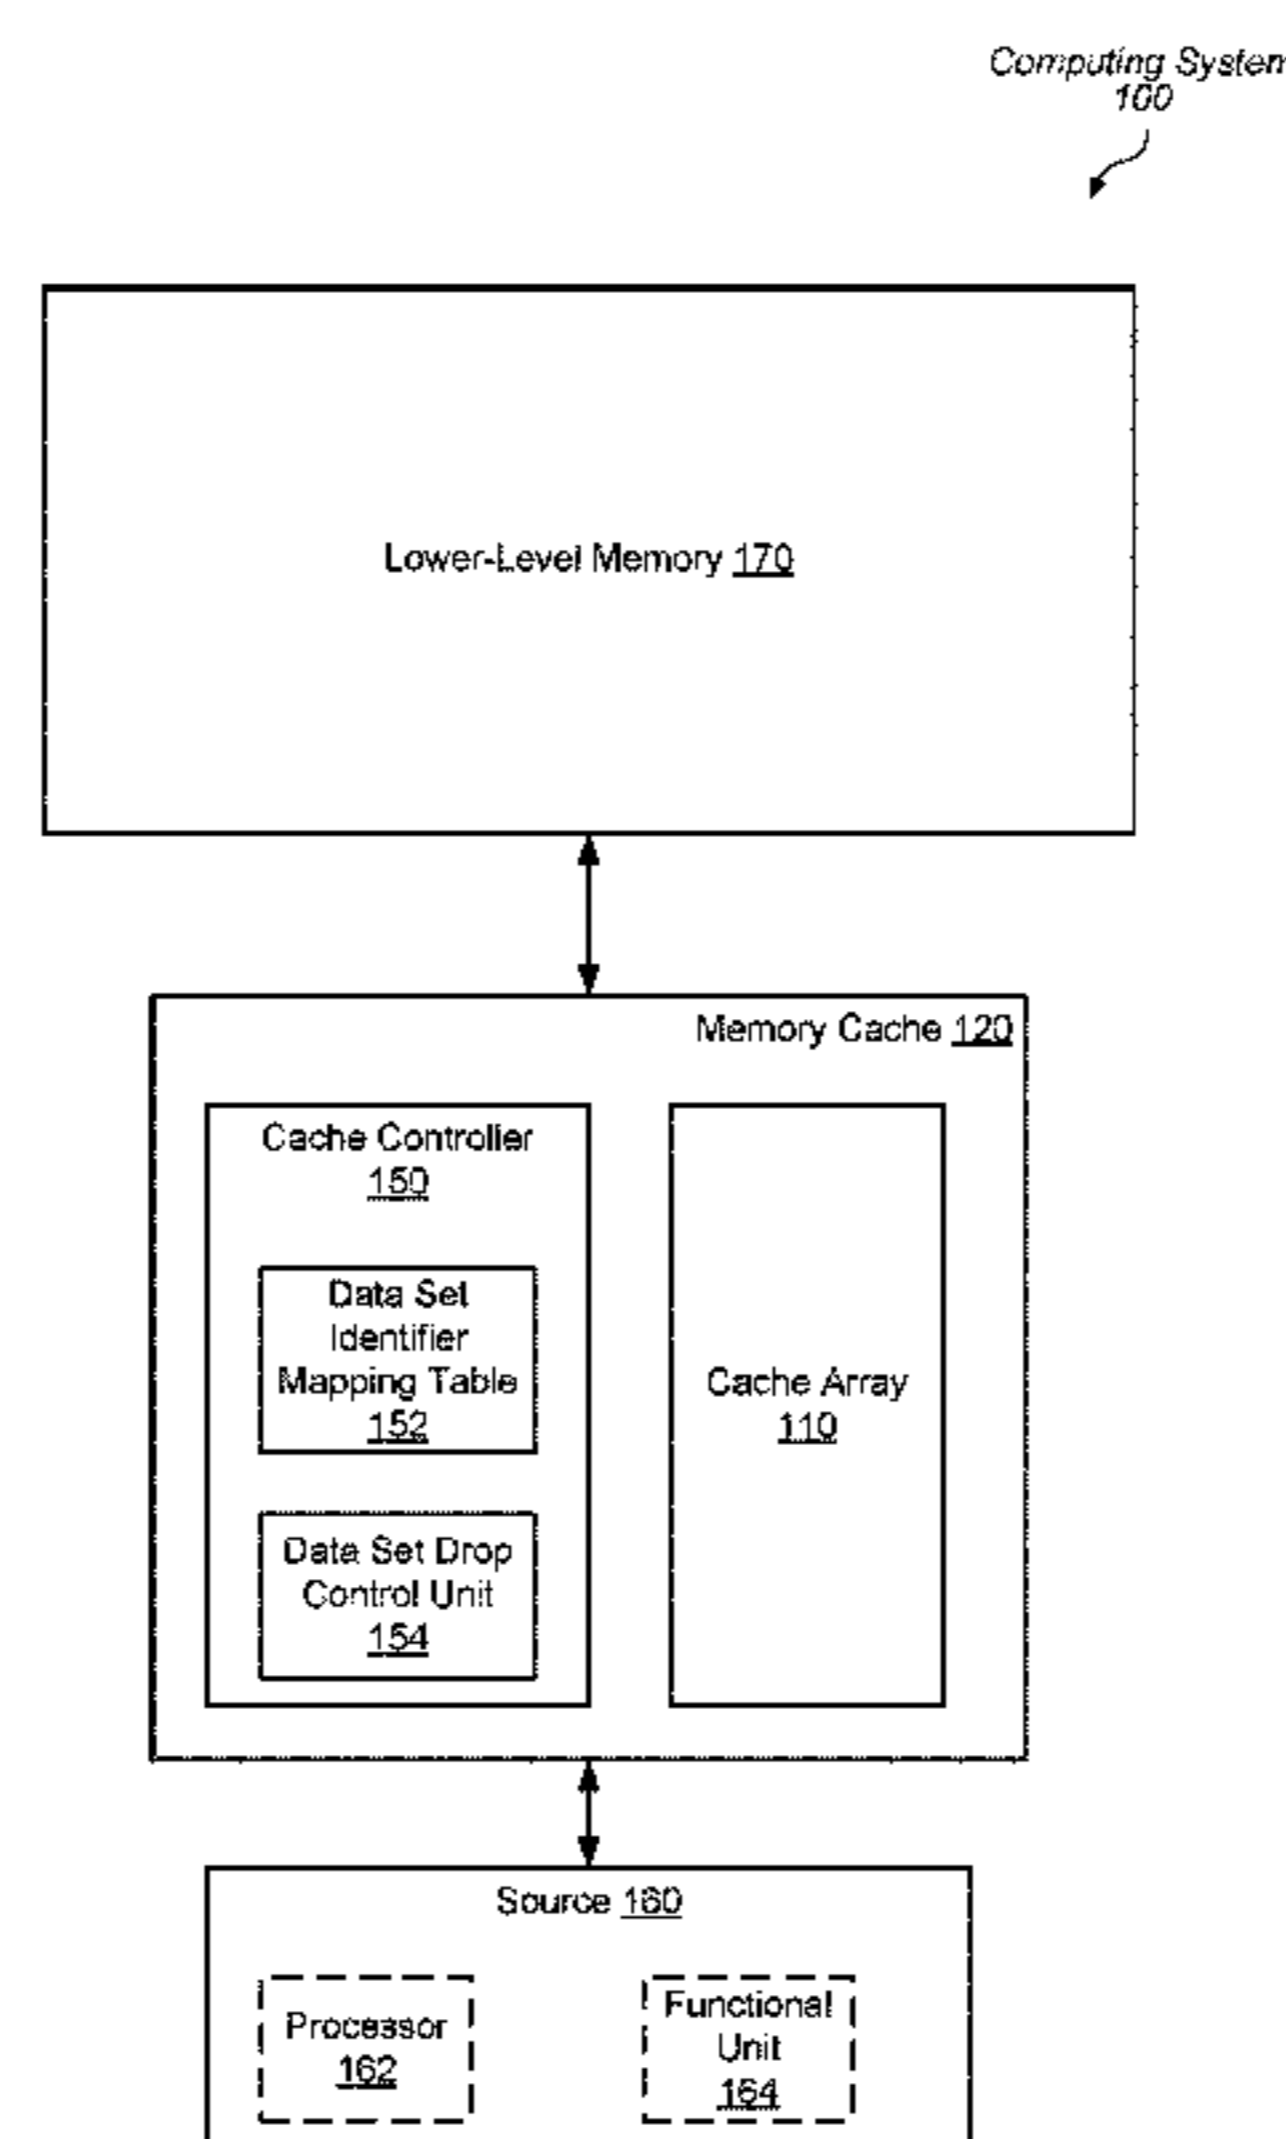 Computing System
100
Lower-Level Memory 170
Memory Cache 120
Cache Controller
150
Data Set
Identifier
Mapping Table
152
Data Set Drop
Control Unit
154
Cache Array
110
Source 160
Processor
162
Functional
Unit
164